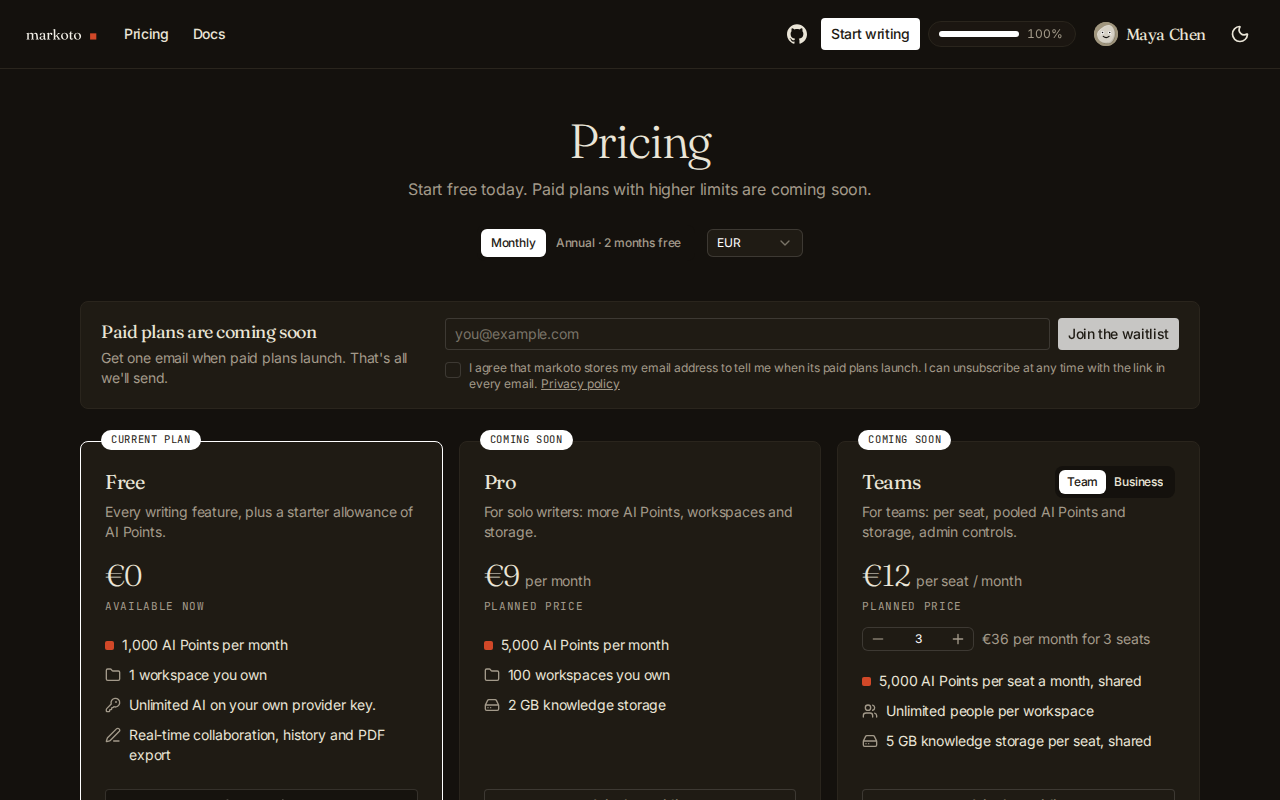 markoto
Pricing
Docs
Start writing
100%
Maya Chen
Pricing
Start free today. Paid plans with higher limits are coming soon.
Monthly
Annual · 2 months free
EUR
Paid plans are coming soon
Get one email when paid plans launch. That's all
we'll send.
you@example.com
Join the waitlist
I agree that markoto stores my email address to tell me when its paid plans launch. I can unsubscribe at any time with the link in
every email. Privacy policy
CURRENT PLAN
Free
Every writing feature, plus a starter allowance of
AI Points.
€0
AVAILABLE NOW
1,000 AI Points per month
1 workspace you own
Unlimited AI on your own provider key.
Real-time collaboration, history and PDF
export
COMING SOON
Pro
For solo writers: more AI Points, workspaces and
storage.
€9 per month
PLANNED PRICE
5,000 AI Points per month
100 workspaces you own
2 GB knowledge storage
COMING SOON
Teams
Team
Business
For teams: per seat, pooled AI Points and
storage, admin controls.
€12 per seat / month
PLANNED PRICE
3
€36 per month for 3 seats
5,000 AI Points per seat a month, shared
Unlimited people per workspace
5 GB knowledge storage per seat, shared